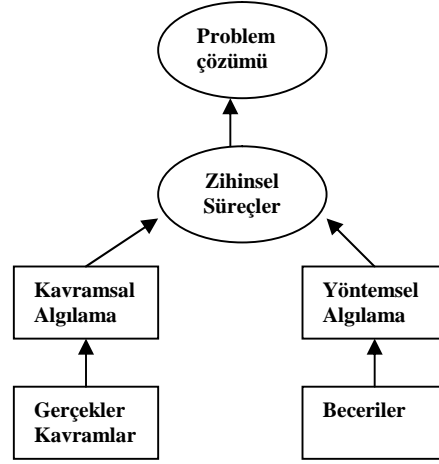 Problem
çözümü
Zihinsel
Süreçler
Kavramsal
Algılama
Yöntemsel
Algılama
Gerçekler
Kavramlar
Beceriler